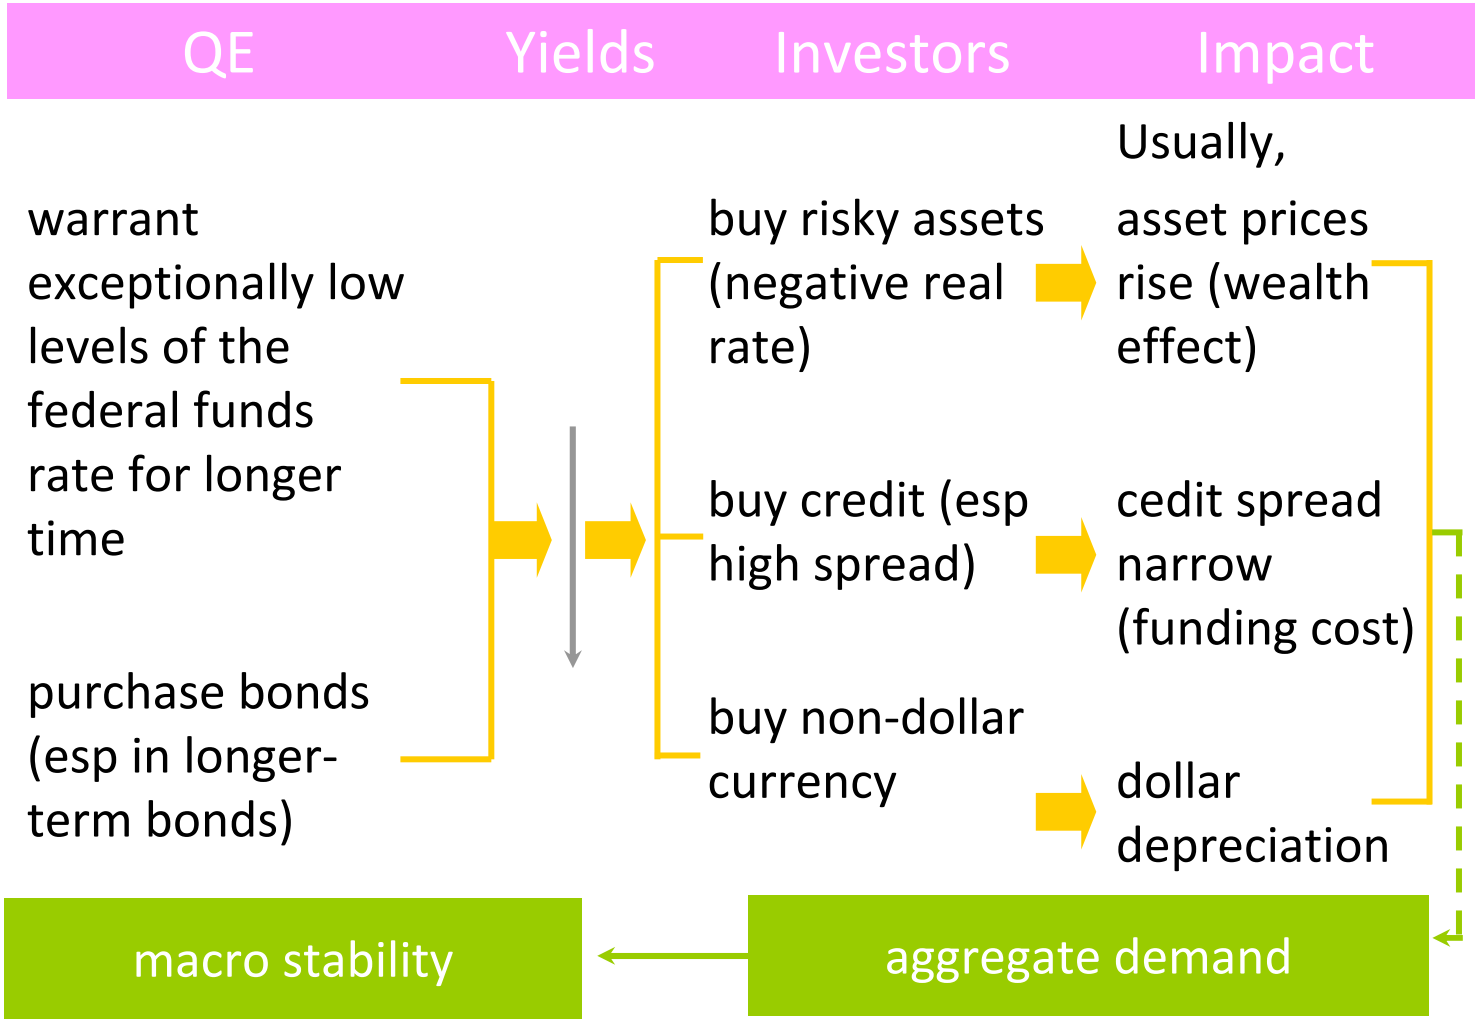 QE
Yields
Investors
Impact
warrant
exceptionally low
levels of the
federal funds
rate for longer
time
purchase bonds
(esp in longer-
term bonds)
buy risky assets
(negative real
rate)
buy credit (esp
high spread)
buy non-dollar
currency
Usually,
asset prices
rise (wealth
effect)
cedit spread
narrow
(funding cost)
dollar
depreciation
macro stability
aggregate demand